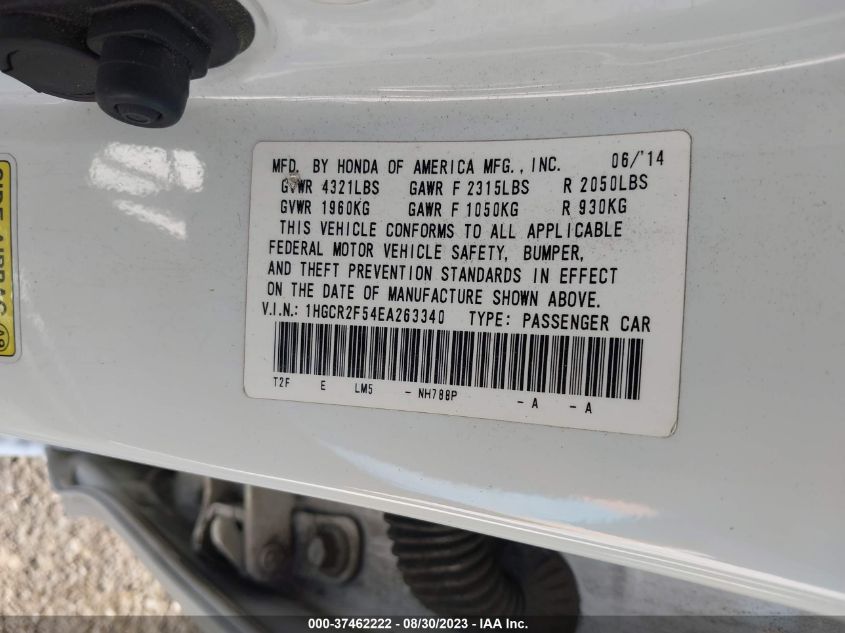 MFD. BY HONDA OF AMERICA MFG., INC. 06/'14
GVWR 4321LBS GAWR F 2315LBS R 2050LBS
GVWR 1960KG GAWR F 1050KG R 930KG
THIS VEHICLE CONFORMS TO ALL APPLICABLE
FEDERAL MOTOR VEHICLE SAFETY, BUMPER,
AND THEFT PREVENTION STANDARDS IN EFFECT
ON THE DATE OF MANUFACTURE SHOWN ABOVE.
V.I.N.: 1HGCR2F54EA263340 TYPE: PASSENGER CAR
T2F E LM5 - NH788P - A - A
SIDE AIRBAG
000-37462222 - 08/30/2023 - IAA Inc.